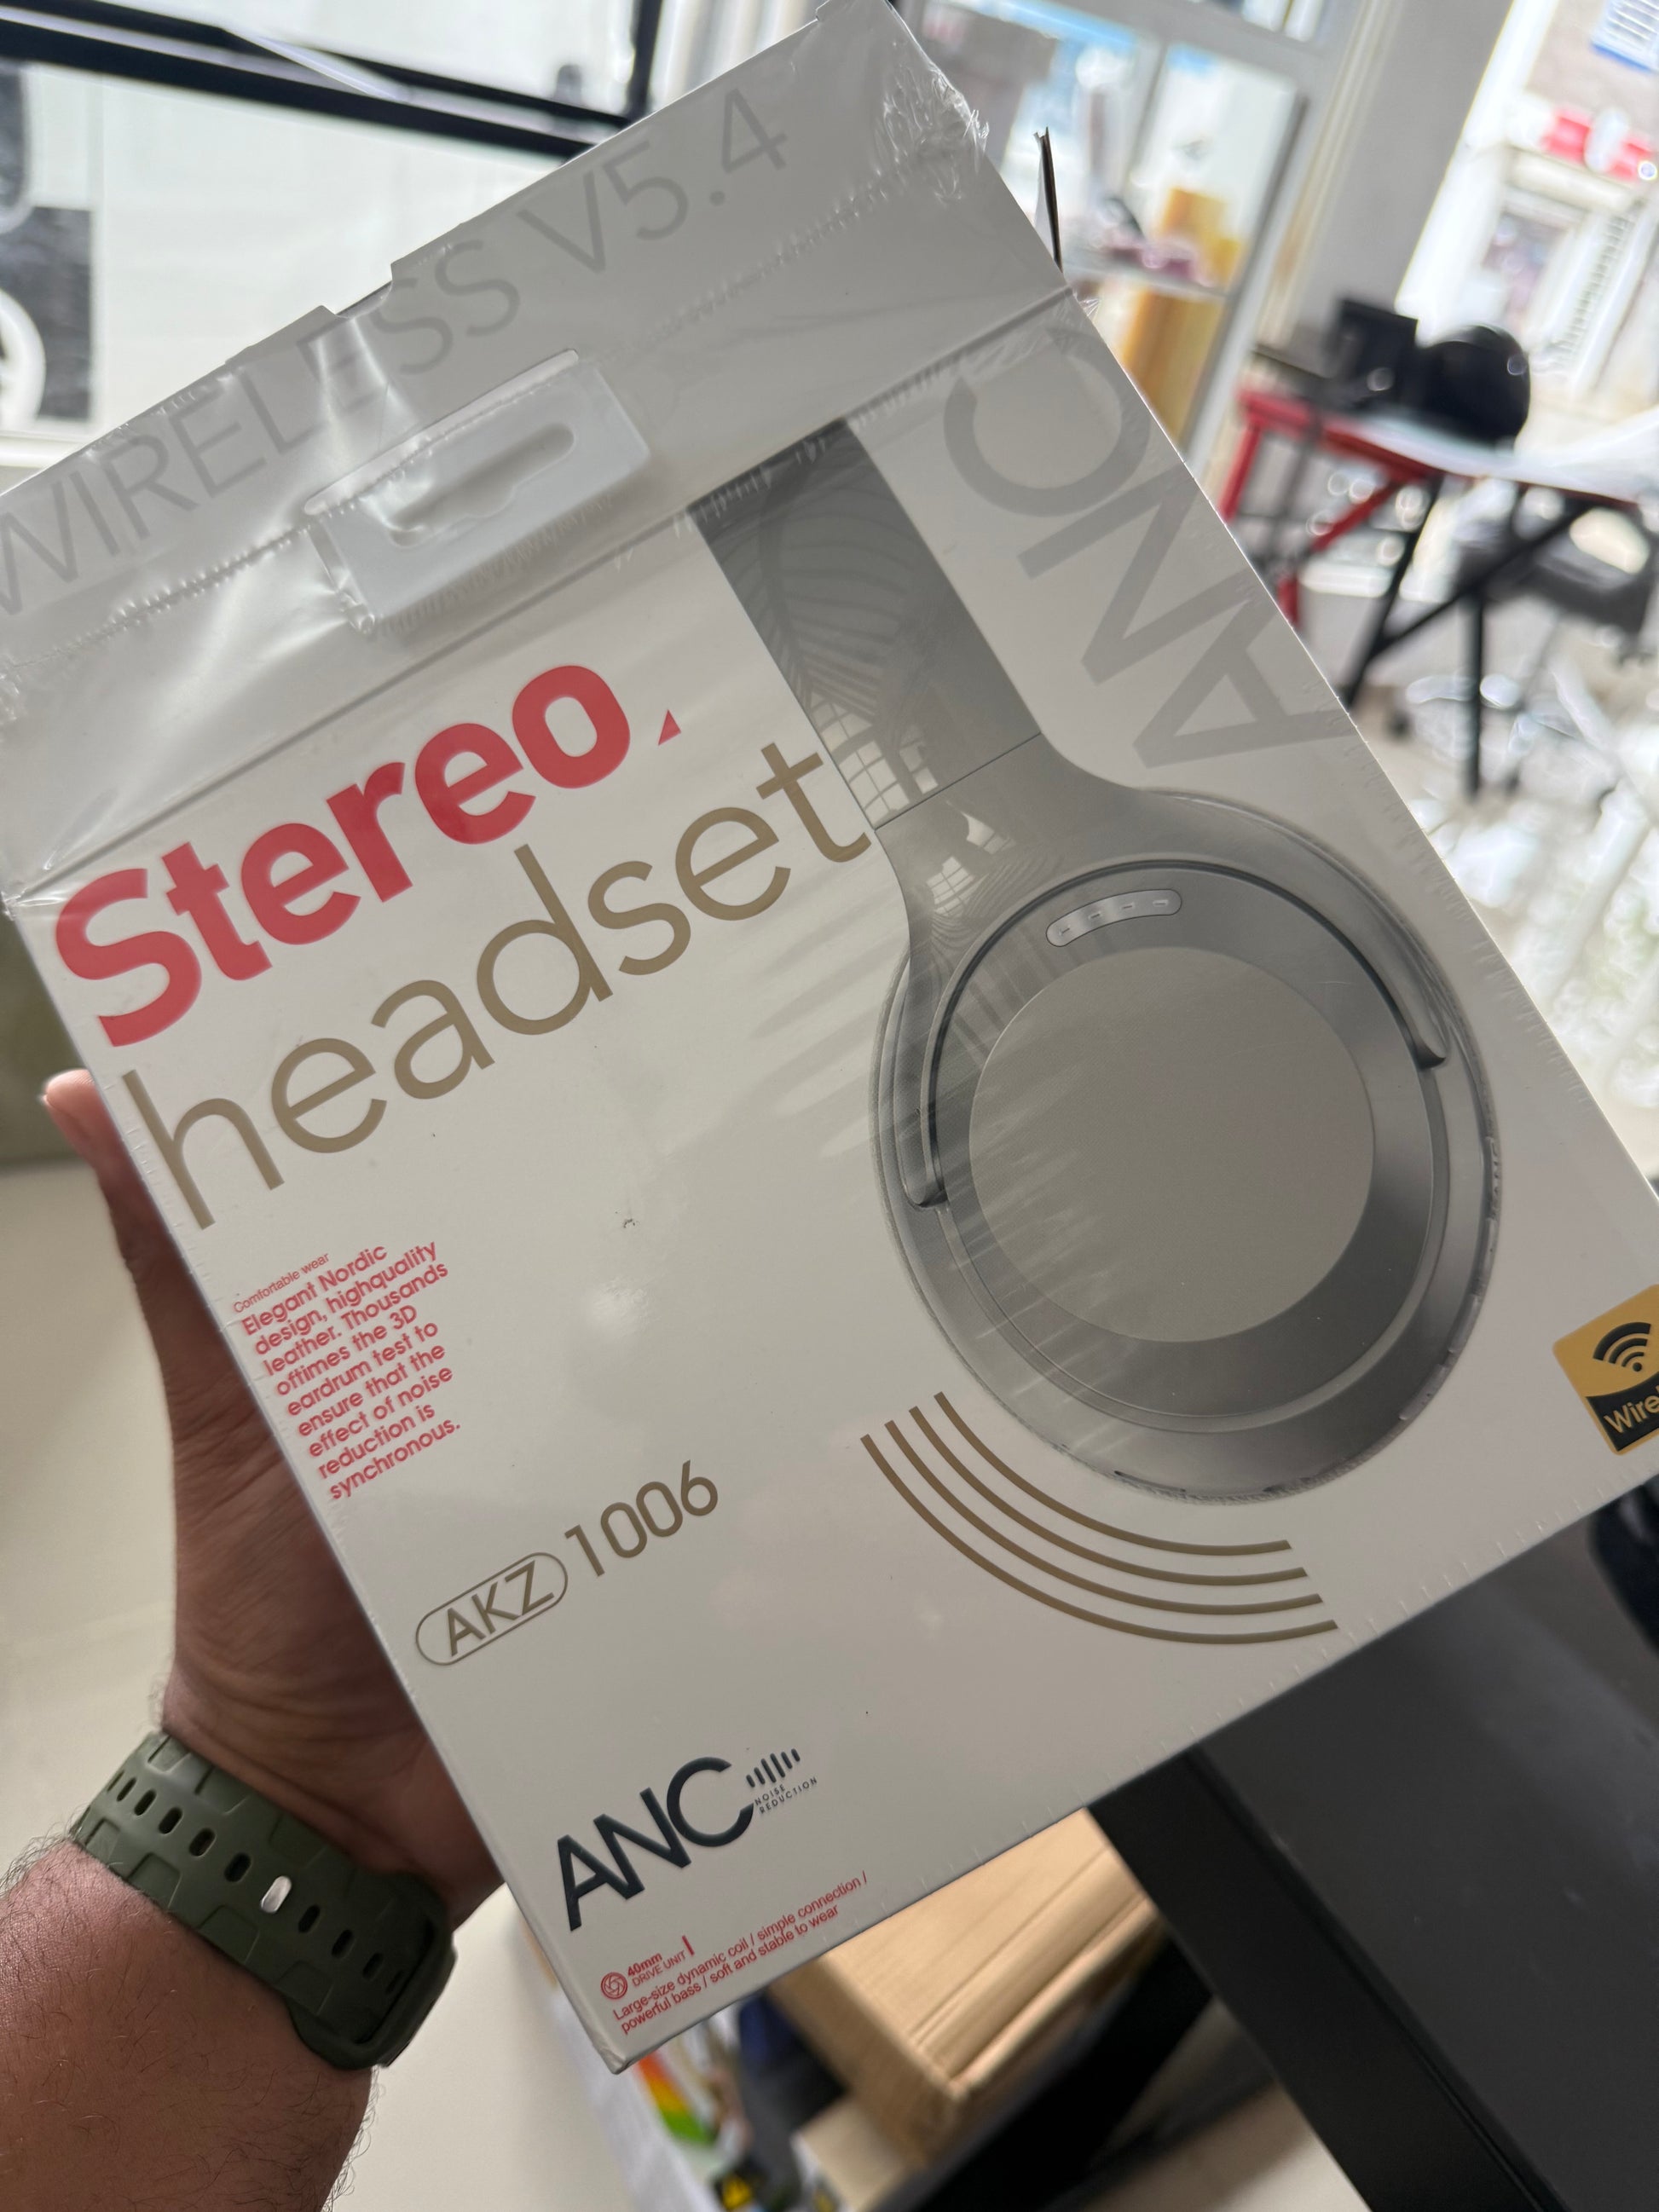 WIRELESS V5.4
ANC
Stereo
headset
Comfortable wear
Elegant Nordic
design, highquality
leather. Thousands
oftimes the 3D
eardrum test to
ensure that the
effect of noise
reduction is
synchronous.
AKZ 1006
ANC
NOISE
REDUCTION
40mm
DRIVE UNIT
Large-size dynamic coil / simple connection /
powerful bass / soft and stable to wear